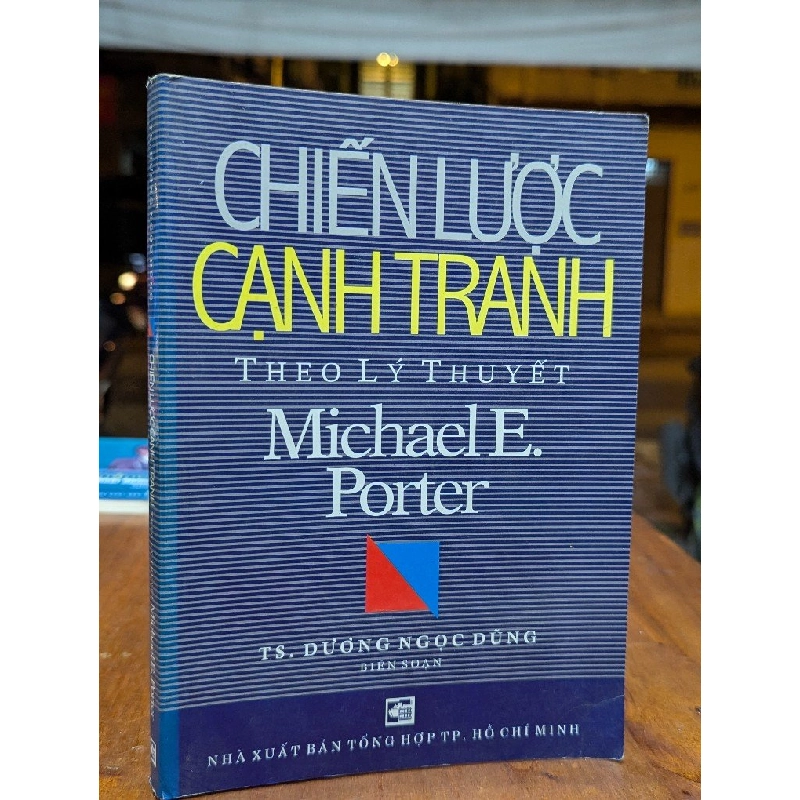 CHIẾN LƯỢC
CẠNH TRANH
THEO LÝ THUYẾT
Michael E.
Porter
TS. DƯƠNG NGỌC DŨNG
BIÊN SOẠN
NHÀ XUẤT BẢN TỔNG HỢP TP. HỒ CHÍ MINH